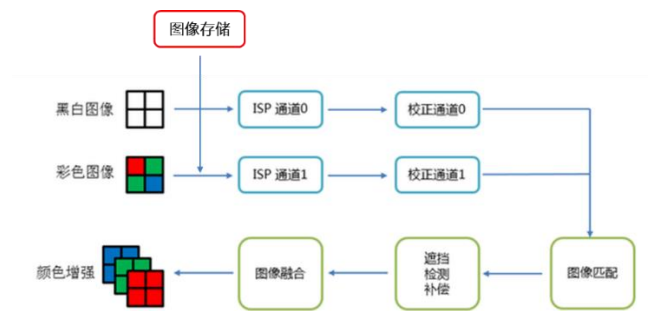 图像存储
黑白图像
ISP 通道0
校正通道0
彩色图像
ISP 通道1
校正通道1
颜色增强
图像融合
遮挡
检测
补偿
图像匹配